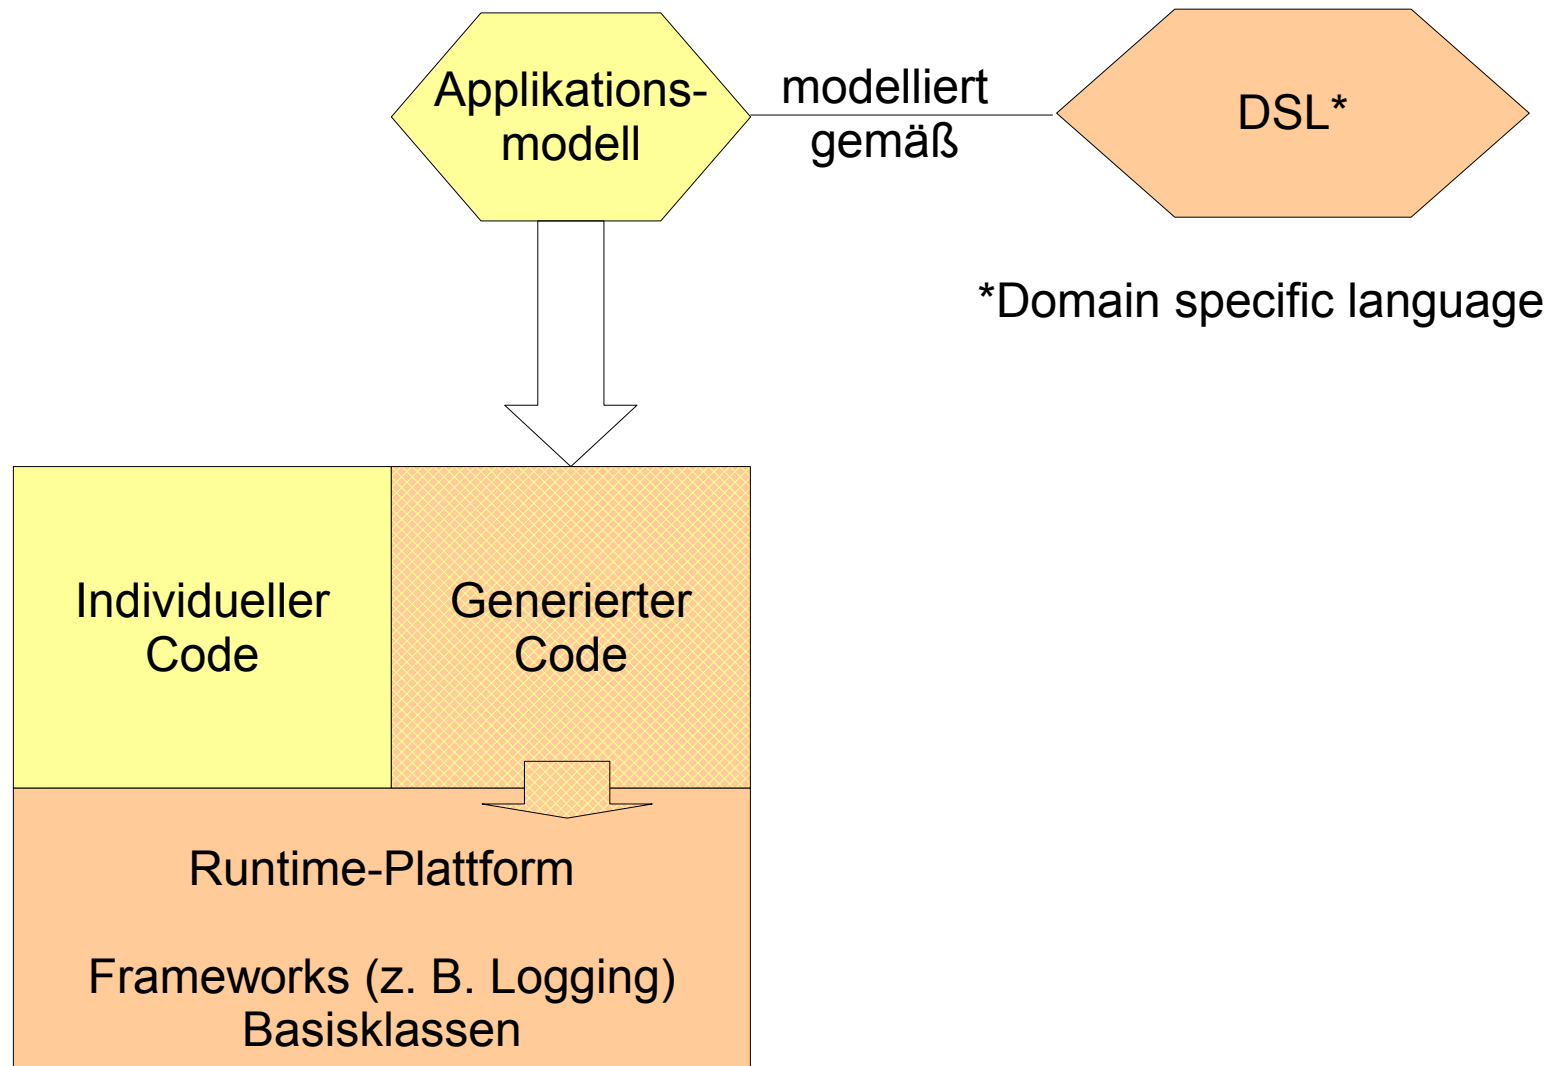 Applikations-
modell
modelliert
gemäß
DSL*
*Domain specific language
Individueller
Code
Generierter
Code
Runtime-Plattform
Frameworks (z. B. Logging)
Basisklassen